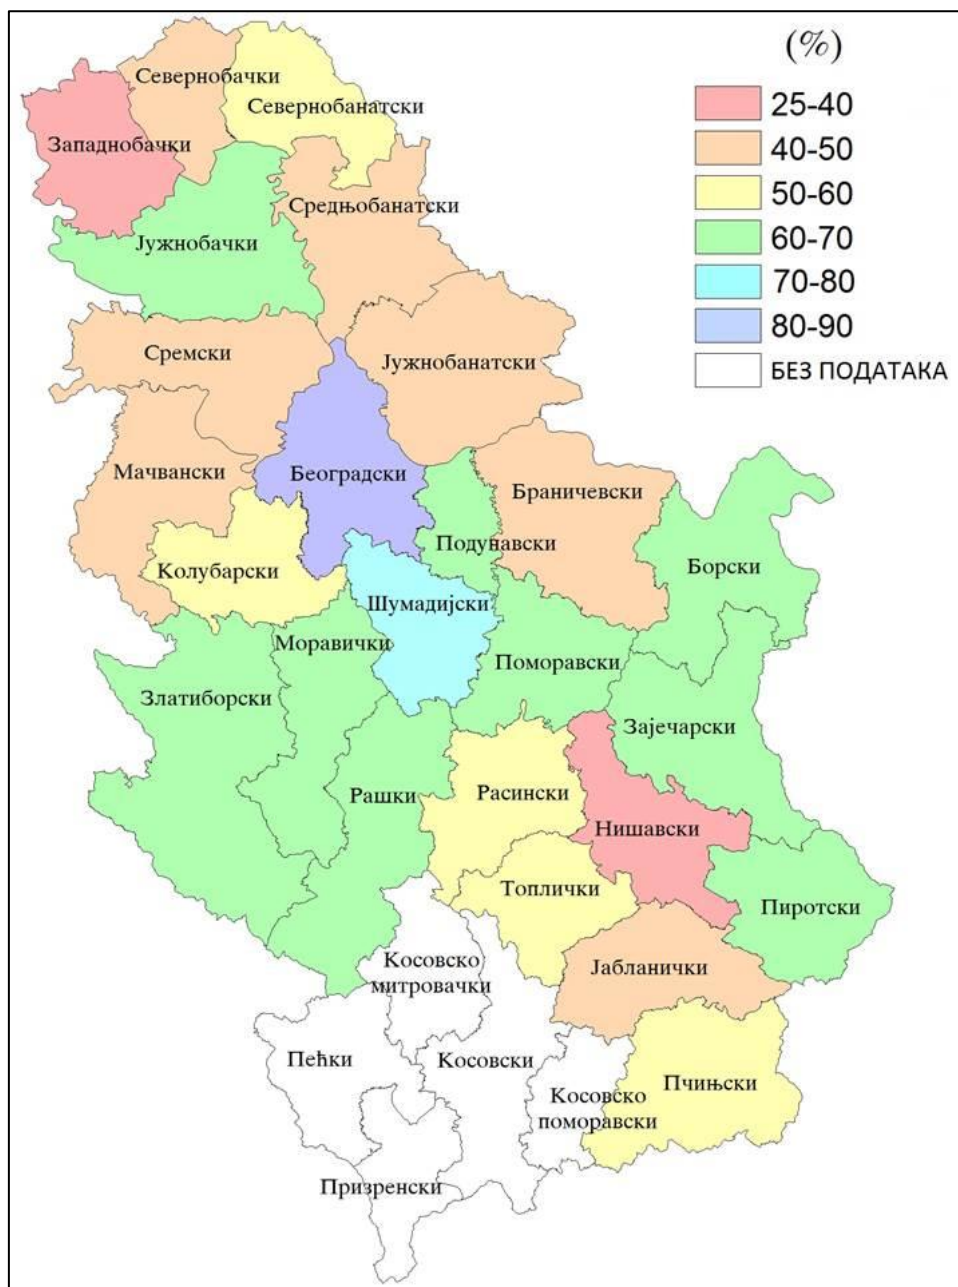 (%)
25-40
40-50
50-60
60-70
70-80
80-90
БЕЗ ПОДАТАКА
Севернобачки
Севернобанатски
Западнобачки
Средњобанатски
Јужнобачки
Сремски
Јужнобанатски
Мачвански
Београдски
Браничевски
Подунавски
Колубарски
Борски
Шумадијски
Моравички
Поморавски
Златиборски
Зајечарски
Рашки
Расински
Нишавски
Топлички
Пиротски
Косовско
митровачки
Јабланички
Пећки
Косовски
Пчињски
Косовско
поморавски
Призренски